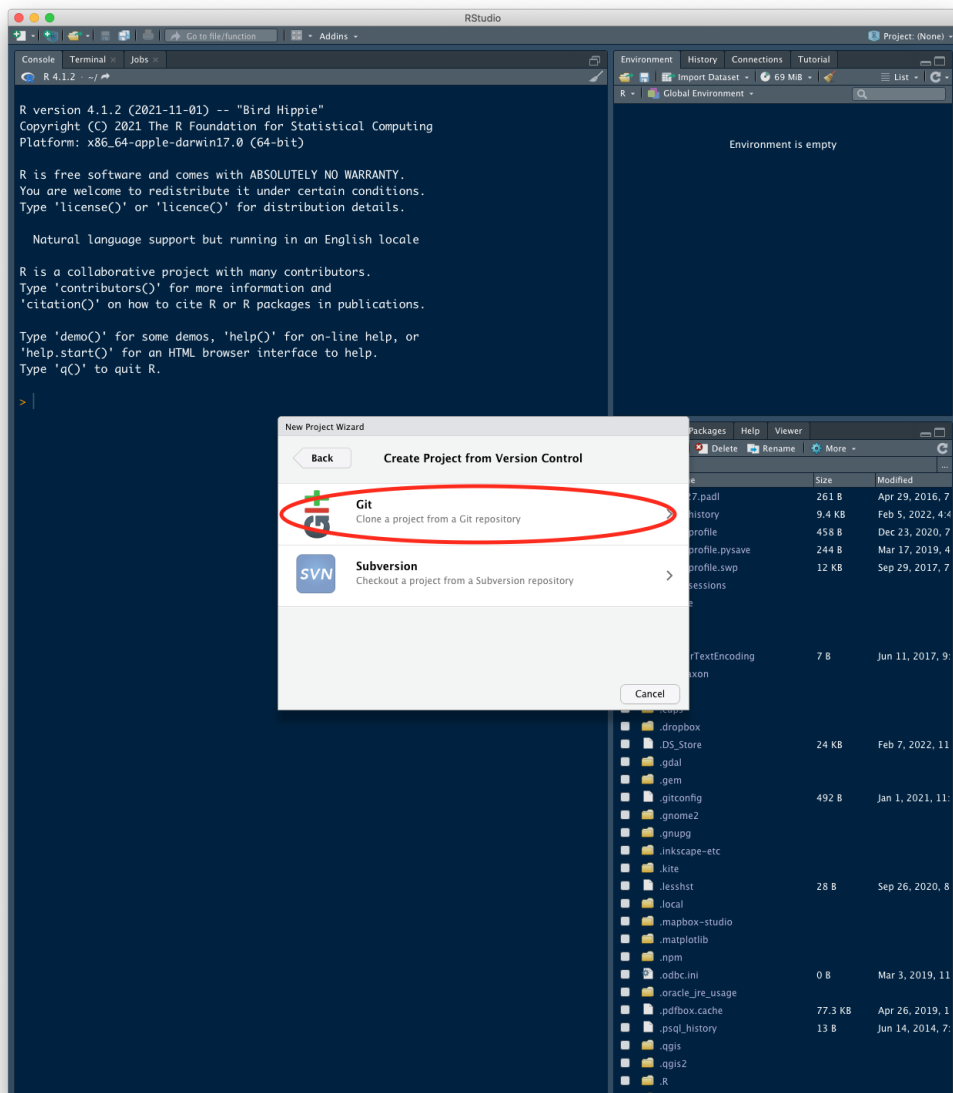 RStudio
Go to file/function
Addins
Project: (None)
Console Terminal Jobs
R 4.1.2 · ~/
R version 4.1.2 (2021-11-01) -- "Bird Hippie"
Copyright (C) 2021 The R Foundation for Statistical Computing
Platform: x86_64-apple-darwin17.0 (64-bit)
R is free software and comes with ABSOLUTELY NO WARRANTY.
You are welcome to redistribute it under certain conditions.
Type 'license()' or 'licence()' for distribution details.
Natural language support but running in an English locale
R is a collaborative project with many contributors.
Type 'contributors()' for more information and
'citation()' on how to cite R or R packages in publications.
Type 'demo()' for some demos, 'help()' for on-line help, or
'help.start()' for an HTML browser interface to help.
Type 'q()' to quit R.
>
Environment History Connections Tutorial
Import Dataset 69 MiB List
R Global Environment
Environment is empty
New Project Wizard
Back Create Project from Version Control
git
Git
Clone a project from a Git repository
SVN
Subversion
Checkout a project from a Subversion repository
Cancel
Packages Help Viewer
Delete Rename More
...
e Size Modified
27.padl 261 B Apr 29, 2016, 7
history 9.4 KB Feb 5, 2022, 4:4
profile 458 B Dec 23, 2020, 7
profile.pysave 244 B Mar 17, 2019, 4
profile.swp 12 KB Sep 29, 2017, 7
sessions
e
rTextEncoding 7 B Jun 11, 2017, 9:
xon
.dropbox
.DS_Store 24 KB Feb 7, 2022, 11
.gdal
.gem
.gitconfig 492 B Jan 1, 2021, 11:
.gnome2
.gnupg
.inkscape-etc
.kite
.lesshst 28 B Sep 26, 2020, 8
.local
.mapbox-studio
.matplotlib
.npm
.odbc.ini 0 B Mar 3, 2019, 11
.oracle_jre_usage
.pdfbox.cache 77.3 KB Apr 26, 2019, 1
.psql_history 13 B Jun 14, 2014, 7:
.qgis
.qgis2
.R